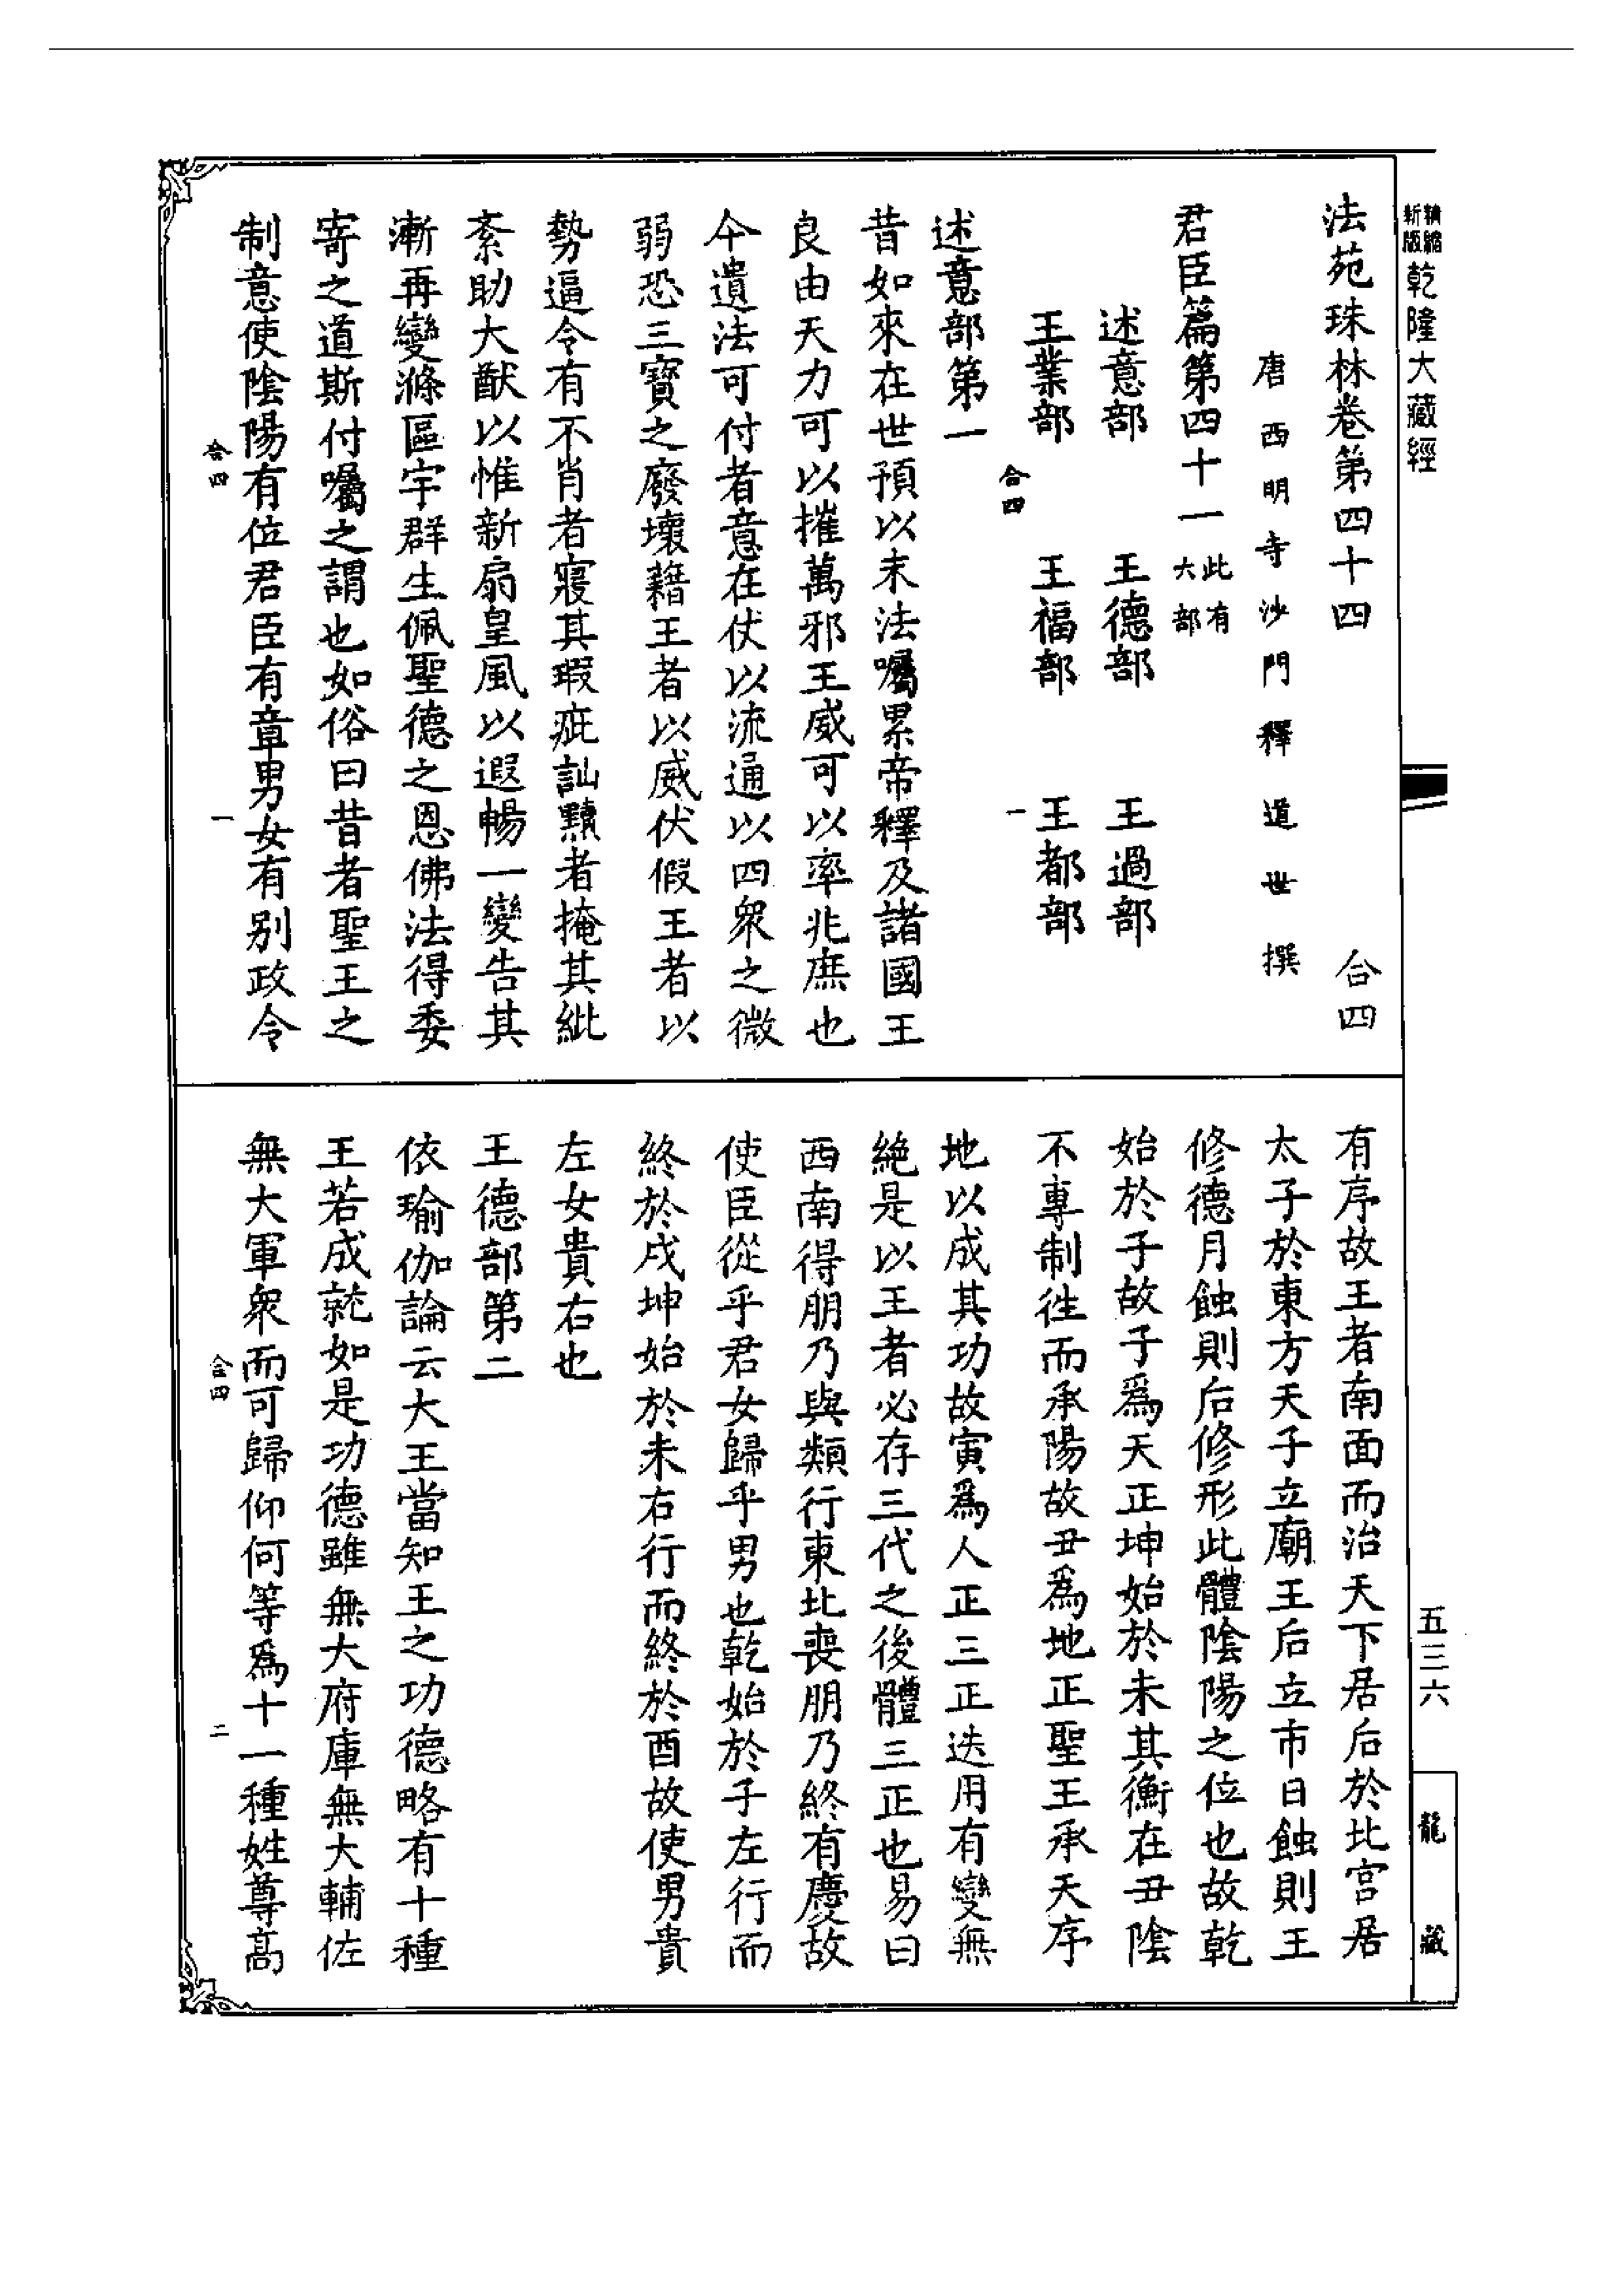 精縮
新版
乾隆大藏經
法苑珠林卷第四十四　合四
唐西明寺沙門釋道世撰
君臣篇第四十一此有六部
述意部　王德部　王過部
王業部　王福部　王都部
合四　一
述意部第一
昔如來在世預以末法囑累帝釋及諸國王
良由天力可以摧萬邪王威可以率兆庶也
今遺法可付者意在伏以流通以四衆之微
弱恐三寶之廢壞藉王者以威伏假王者以
勢逼令有不肖者寢其瑕疵訕黷者掩其紕
紊助大猷以惟新扇皇風以遐暢一變告其
漸再變滌區宇群生佩聖德之恩佛法得委
寄之道斯付囑之謂也如俗曰昔者聖王之
制意使陰陽有位君臣有章男女有別政令
合四　一
有序故王者南面而治天下居后於北宮居
太子於東方天子立廟王后立市日蝕則王
修德月蝕則后修形此體陰陽之位也故乾
始於子故子爲天正坤始於未其衝在丑陰
不專制徃而承陽故丑爲地正聖王承天序
地以成其功故寅爲人正三正迭用有變無
絶是以王者必存三代之後體三正也易曰
西南得朋乃與類行東北喪朋乃終有慶故
使臣從乎君女歸乎男也乾始於子左行而
終於戌坤始於未右行而終於酉故使男貴
左女貴右也
王德部第二
依瑜伽論云大王當知王之功德略有十種
王若成就如是功德雖無大府庫無大輔佐
無大軍衆而可歸仰何等爲十一種姓尊高
合四　二
五三六
龍藏